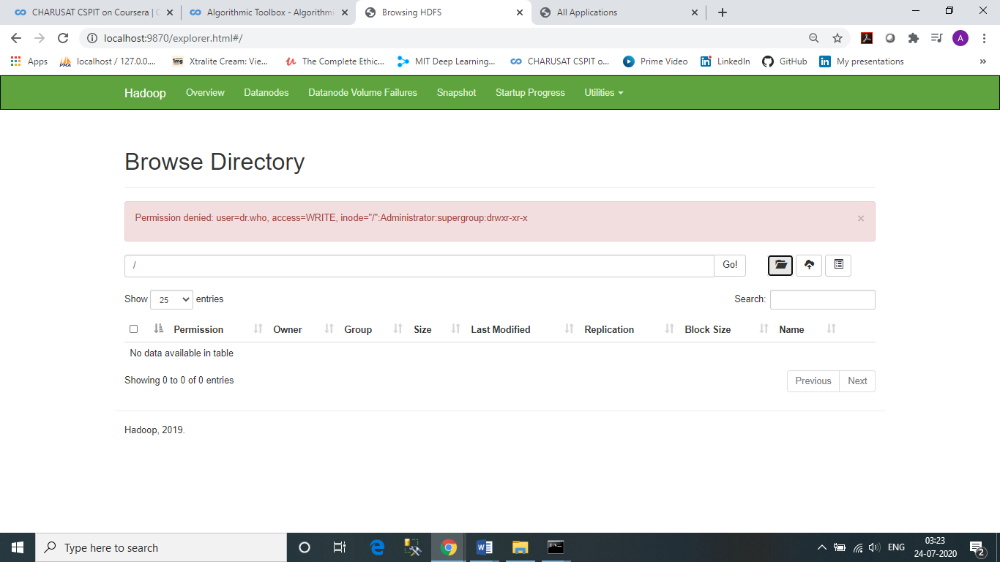 CHARUSAT CSPIT on Coursera | C
Algorithmic Toolbox - Algorithmi
Browsing HDFS
All Applications
localhost:9870/explorer.html#/
A
Apps
localhost / 127.0.0....
Xtralite Cream: Vie...
The Complete Ethic...
MIT Deep Learning...
CHARUSAT CSPIT o...
Prime Video
LinkedIn
GitHub
My presentations
»
Hadoop
Overview
Datanodes
Datanode Volume Failures
Snapshot
Startup Progress
Utilities
Browse Directory
Permission denied: user=dr.who, access=WRITE, inode="/":Administrator:supergroup:drwxr-xr-x
×
/
Go!
Show 25 entries
Search:
Permission
Owner
Group
Size
Last Modified
Replication
Block Size
Name
No data available in table
Showing 0 to 0 of 0 entries
Previous
Next
Hadoop, 2019.
Type here to search
ENG
03:23
24-07-2020
2